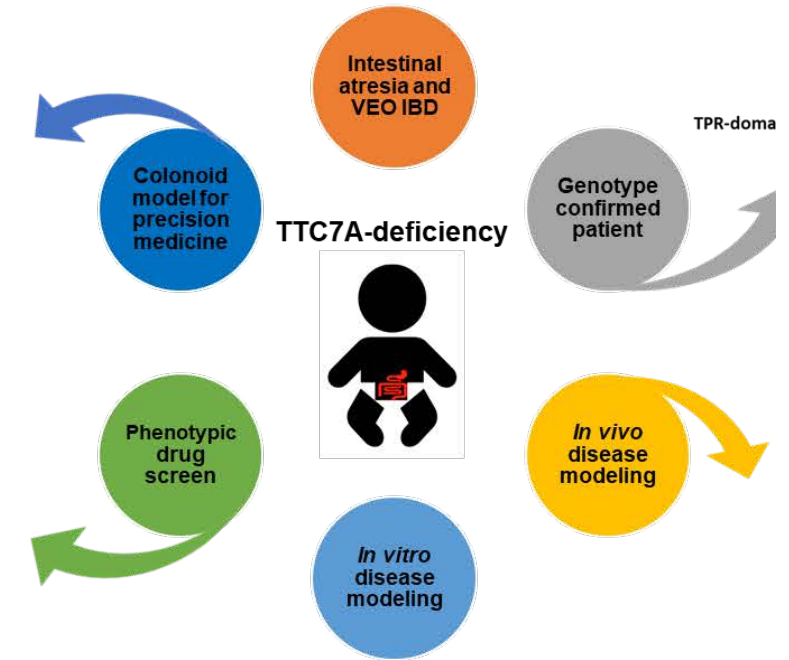 Intestinal
atresia and
VEO IBD
TPR-doma
Colonoid
model for
precision
medicine
Genotype
confirmed
patient
TTC7A-deficiency
Phenotypic
drug
screen
In vivo
disease
modeling
In vitro
disease
modeling